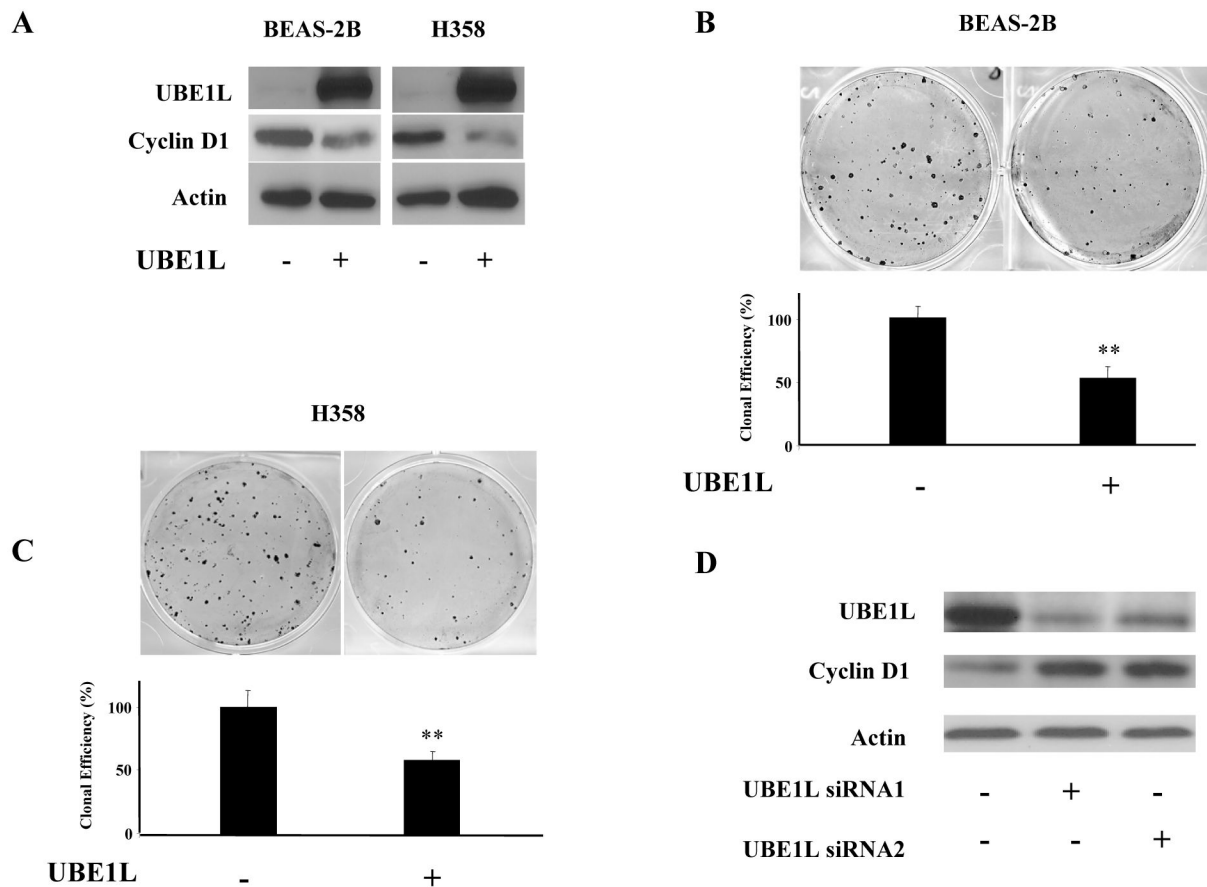 A
BEAS-2B H358
UBE1L
Cyclin D1
Actin
UBE1L - + - +
B
BEAS-2B
Clonal Efficiency (%)
100
50
0
**
UBE1L - +
C
H358
Clonal Efficiency (%)
100
50
0
**
UBE1L - +
D
UBE1L
Cyclin D1
Actin
UBE1L siRNA1 - + -
UBE1L siRNA2 - - +